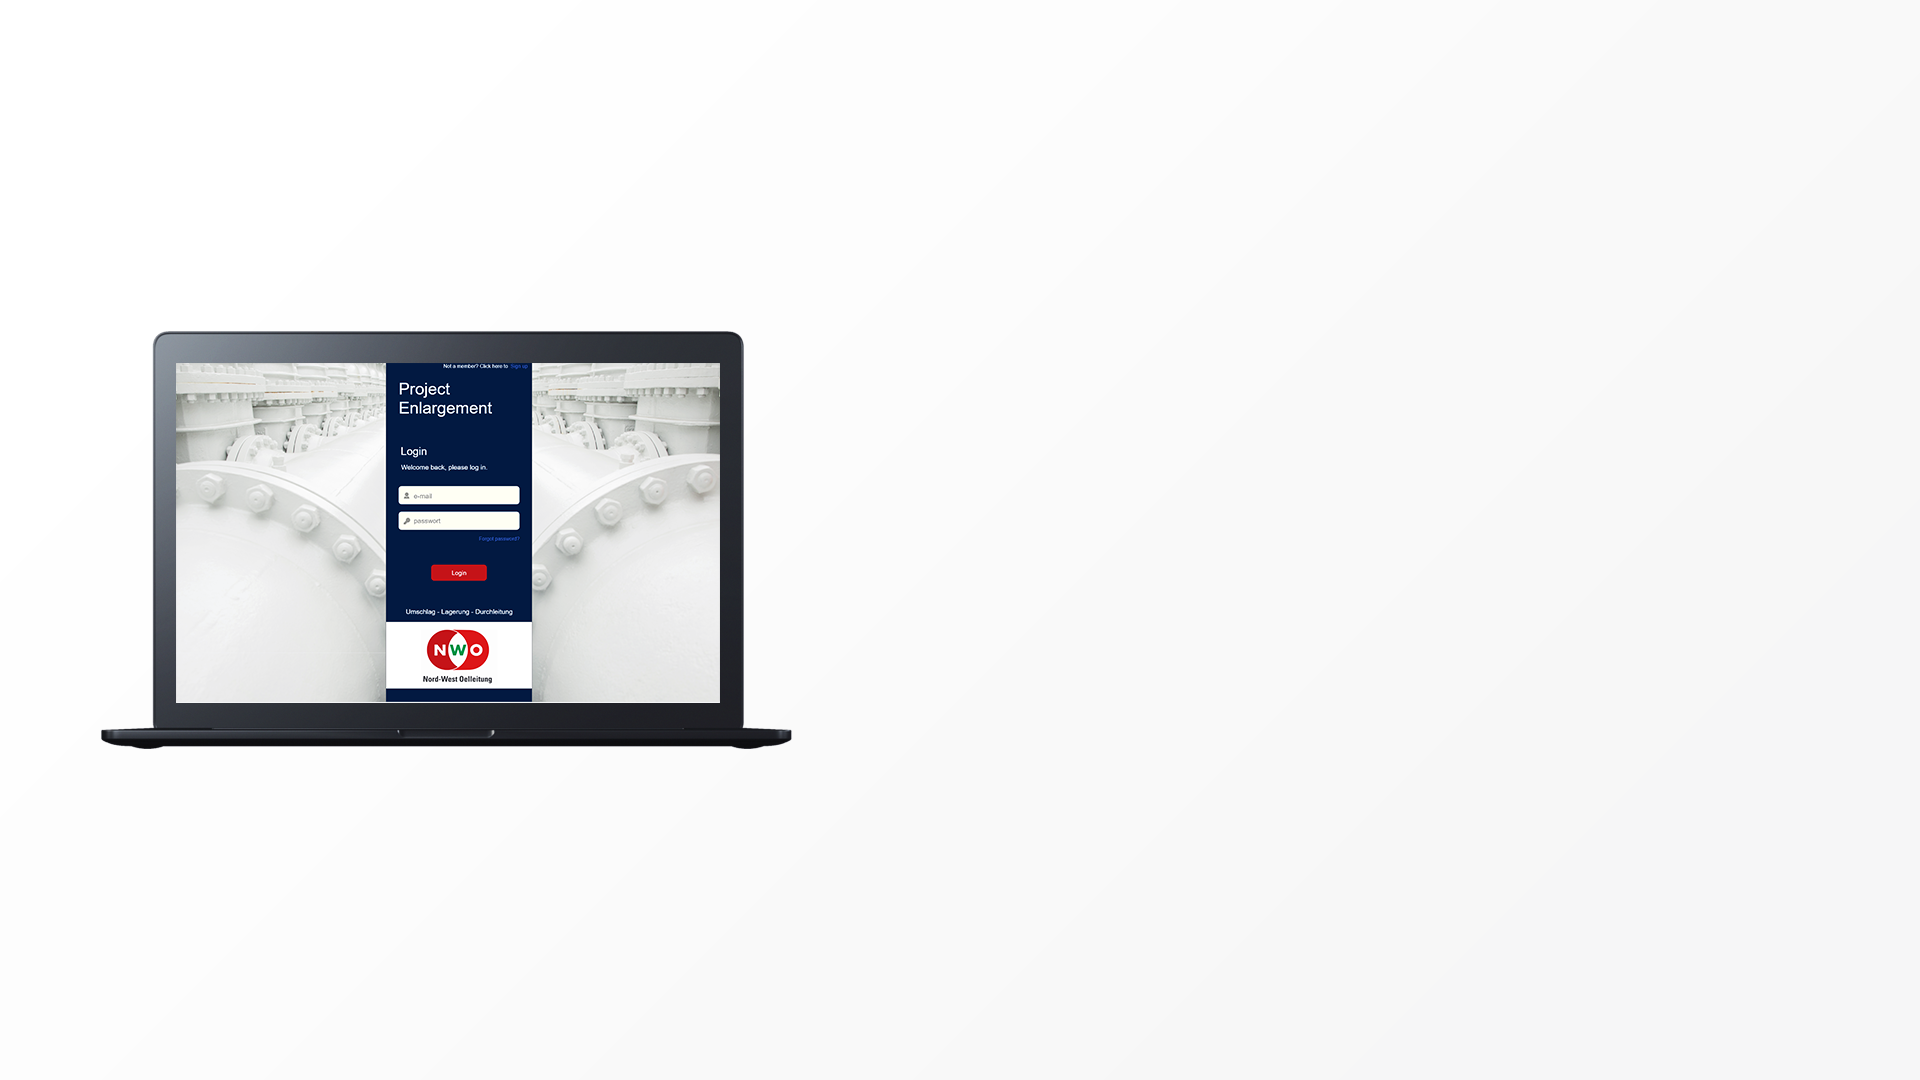 Not a member? Click here to Sign up
Project
Enlargement
Login
Welcome back, please log in.
e-mail
passwort
Forgot password?
Login
Umschlag - Lagerung - Durchleitung
NWO
Nord-West Oelleitung